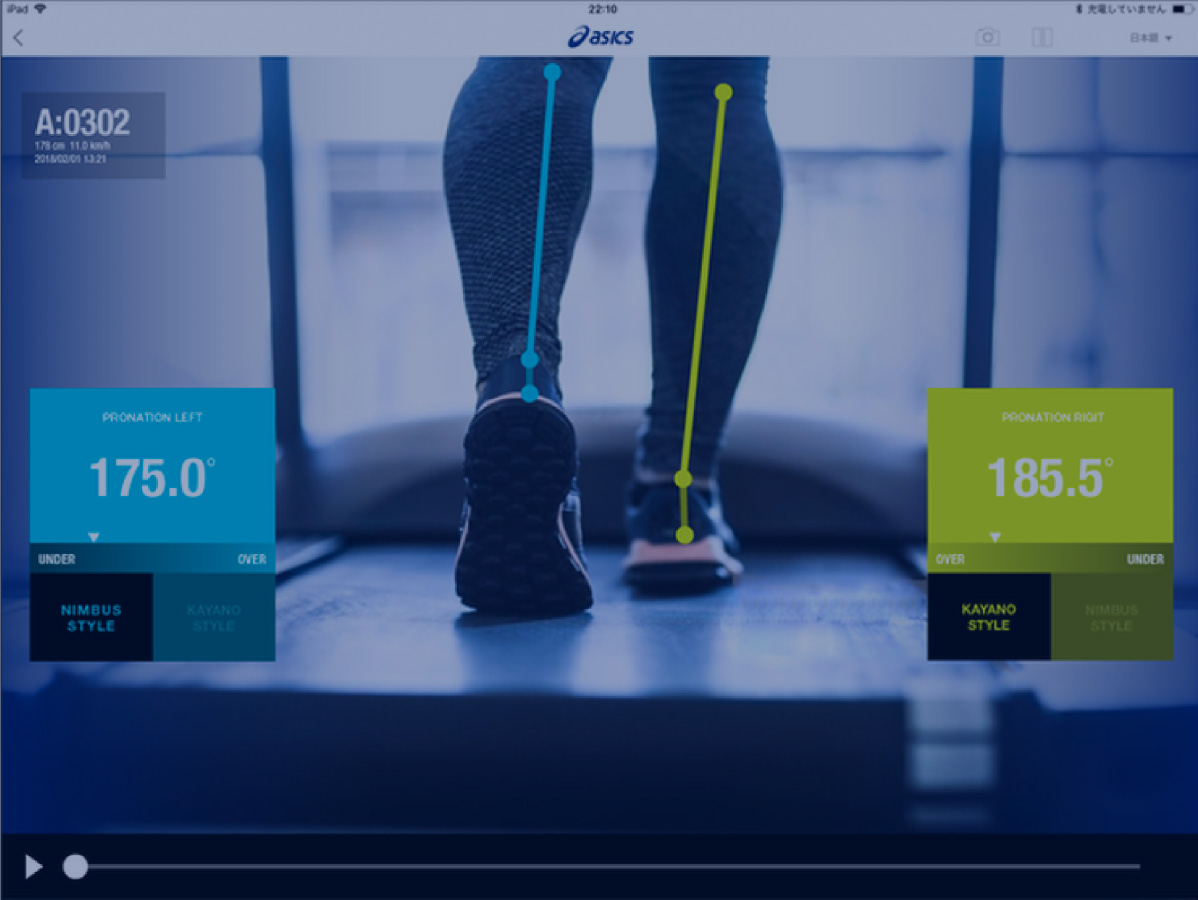 iPad 22:10 充電していません
asics 日本語
A:0302
178 cm 11.0 km/h
2018/02/01 13:21
PRONATION LEFT
175.0°
UNDER OVER
NIMBUS
STYLE
KAYANO
STYLE
PRONATION RIGIT
185.5°
OVER UNDER
KAYANO
STYLE
NIMBUS
STYLE